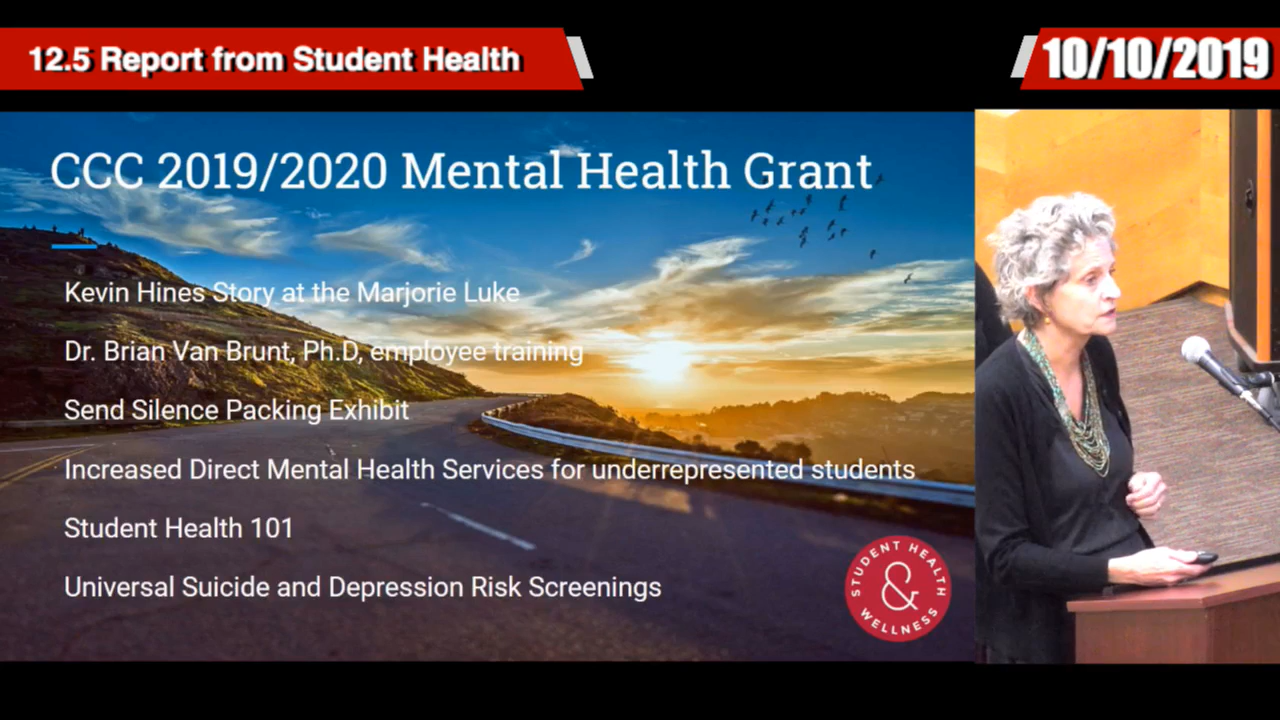 12.5 Report from Student Health
10/10/2019
CCC 2019/2020 Mental Health Grant
Kevin Hines Story at the Marjorie Luke
Dr. Brian Van Brunt, Ph.D, employee training
Send Silence Packing Exhibit
Increased Direct Mental Health Services for underrepresented students
Student Health 101
Universal Suicide and Depression Risk Screenings
STUDENT HEALTH
&
WELLNESS